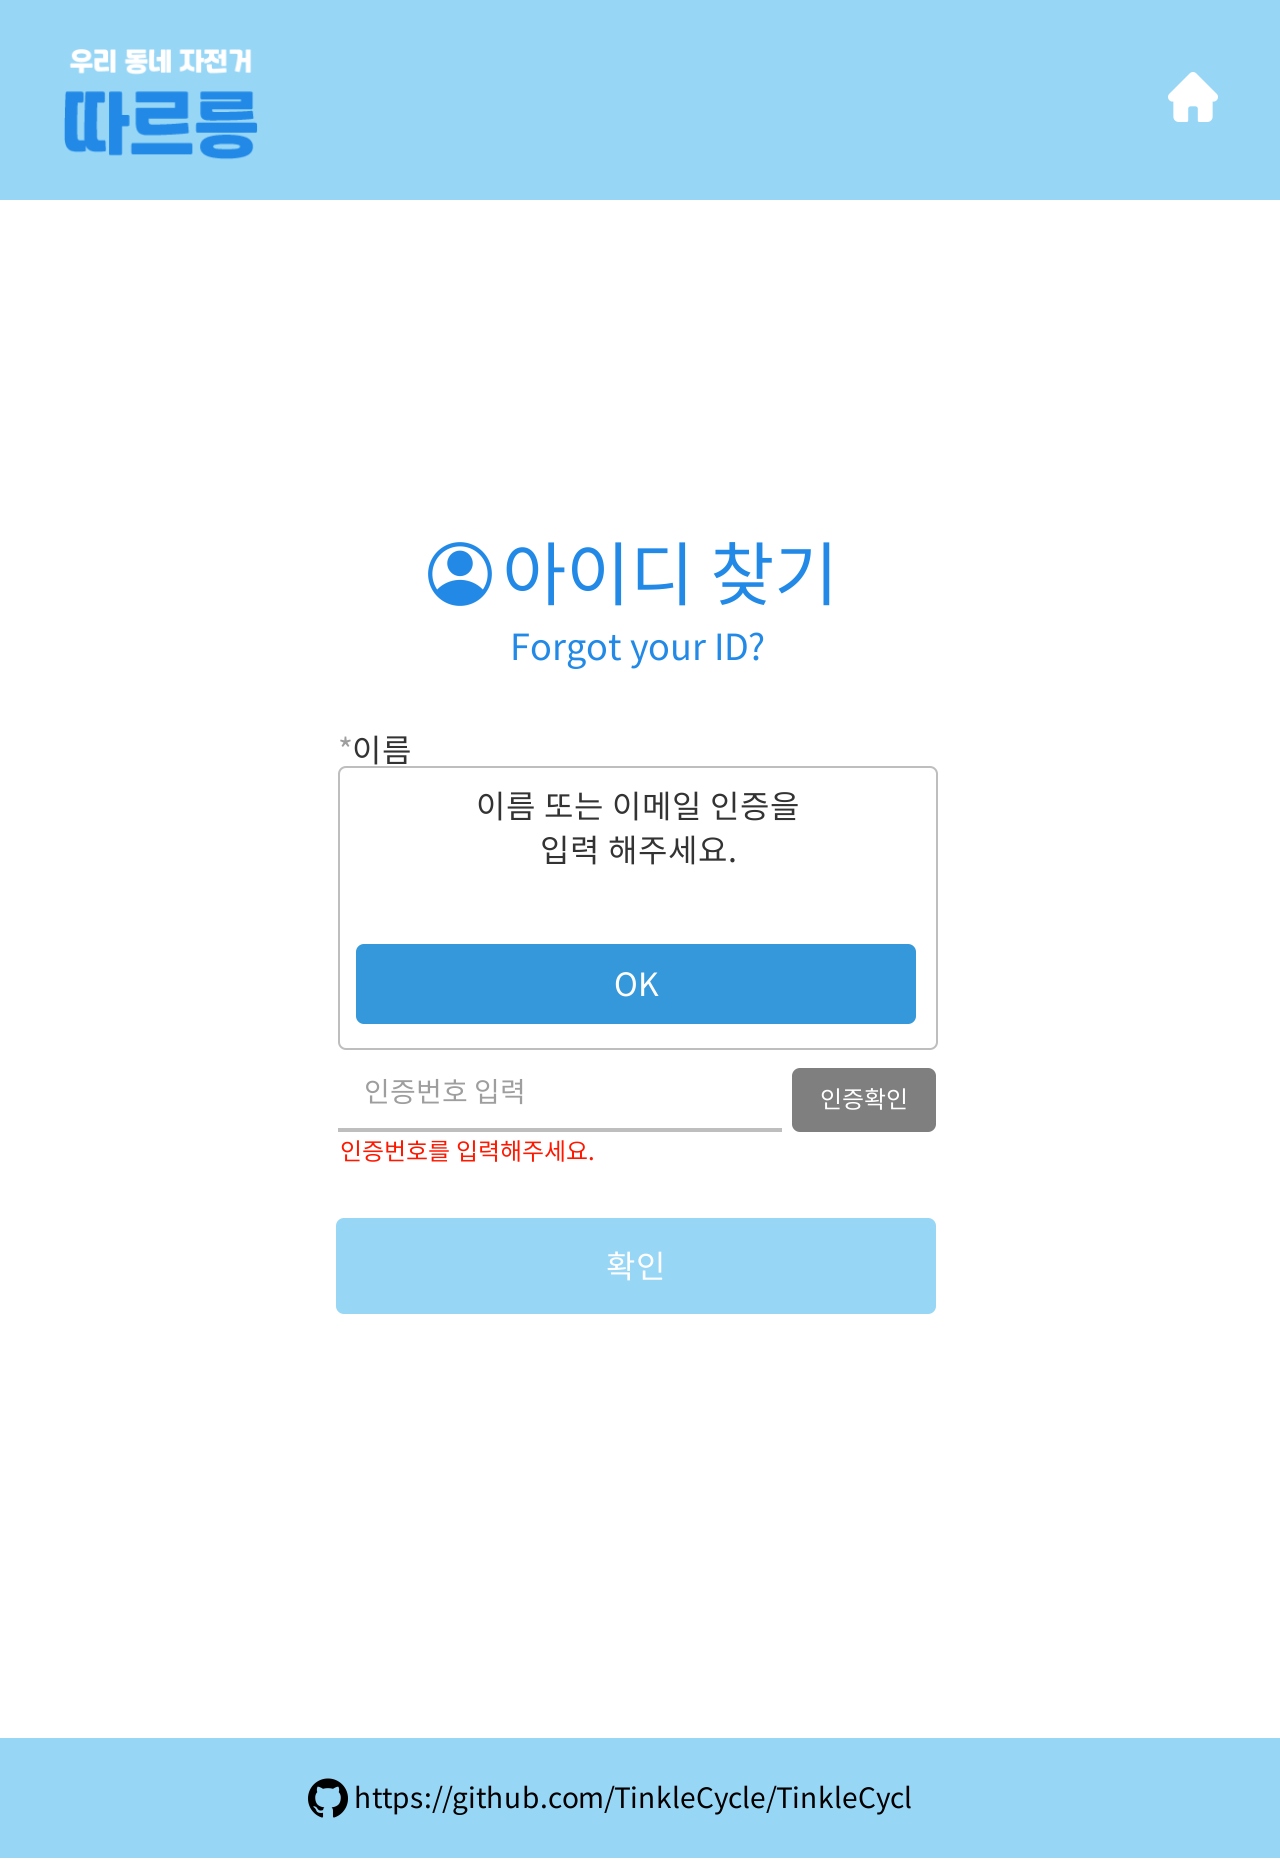 우리 동네 자전거
따르릉
아이디 찾기
Forgot your ID?
*이름
이름 또는 이메일 인증을
입력 해주세요.
OK
인증번호 입력
인증확인
인증번호를 입력해주세요.
확인
https://github.com/TinkleCycle/TinkleCycl